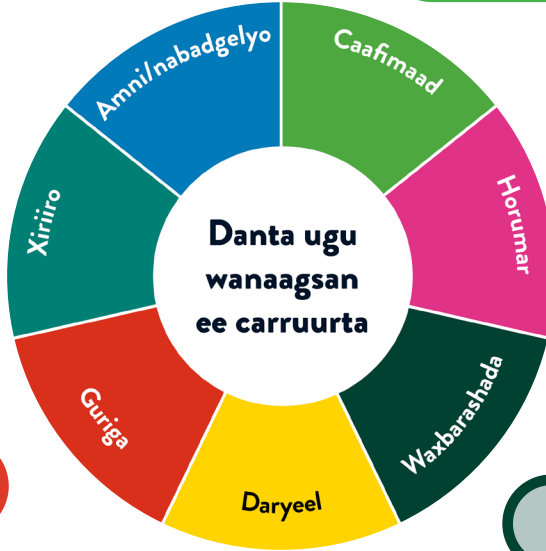 Danta ugu
wanaagsan
ee carruurta
Caafimaad
Horumar
Waxbarashada
Daryeel
Guriga
Xiriiro
Amni/nabadgelyo